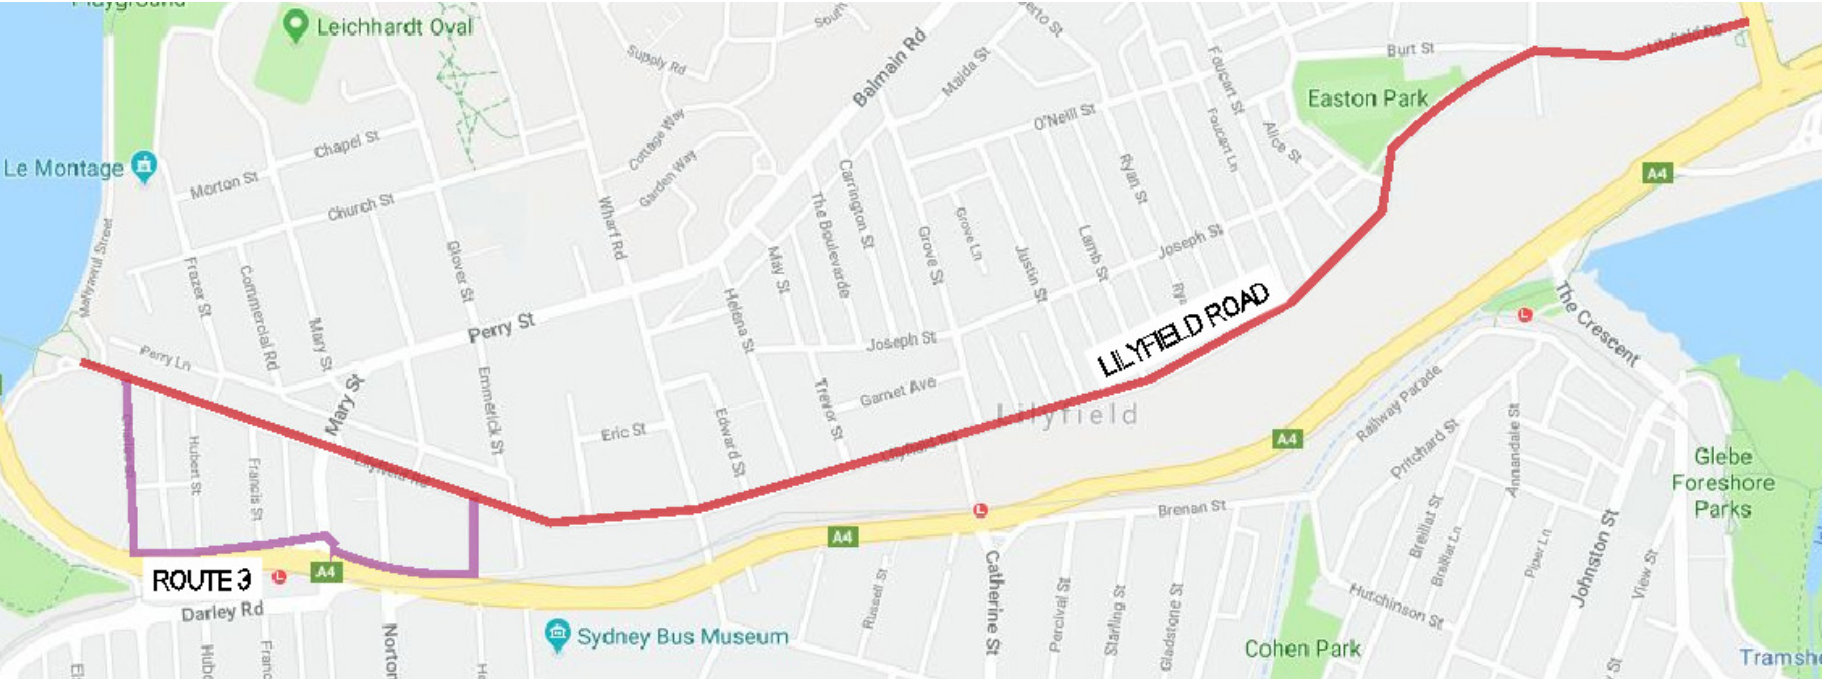 Playground
Leichhardt Oval
Supply Rd
South
Balmain Rd
Maida St
Burt St
Lilyfield Rd
Easton Park
Foucart St
O'Neill St
Alice St
Foucart Ln
Ryan St
Chapel St
Le Montage
Morton St
Church St
Cottage Way
Garden Way
Wharf Rd
Carrington St
The Boulevarde
Grove St
Grove Ln
Justin St
Lamb St
Joseph St
A4
Glover St
Frazer St
Commercial Rd
Mary St
May St
Helena St
Perry St
Joseph St
LILYFIELD ROAD
The Crescent
Perry Ln
Mary St
Emmerick St
Trevor St
Garnet Ave
Lilyfield
Railway Parade
Hubert St
Francis St
Lilyfield Rd
Eric St
Edward St
A4
Pritchard St
Annandale St
Glebe
Foreshore
Parks
Brenan St
L
A4
ROUTE 3
L
A4
Darley Rd
Sydney Bus Museum
Russell St
Catherine St
Percival St
Starling St
Gladstone St
Breillat St
Breillat Ln
Piper Ln
Johnston St
View St
Hutchinson St
Cohen Park
Norton
Tramshe